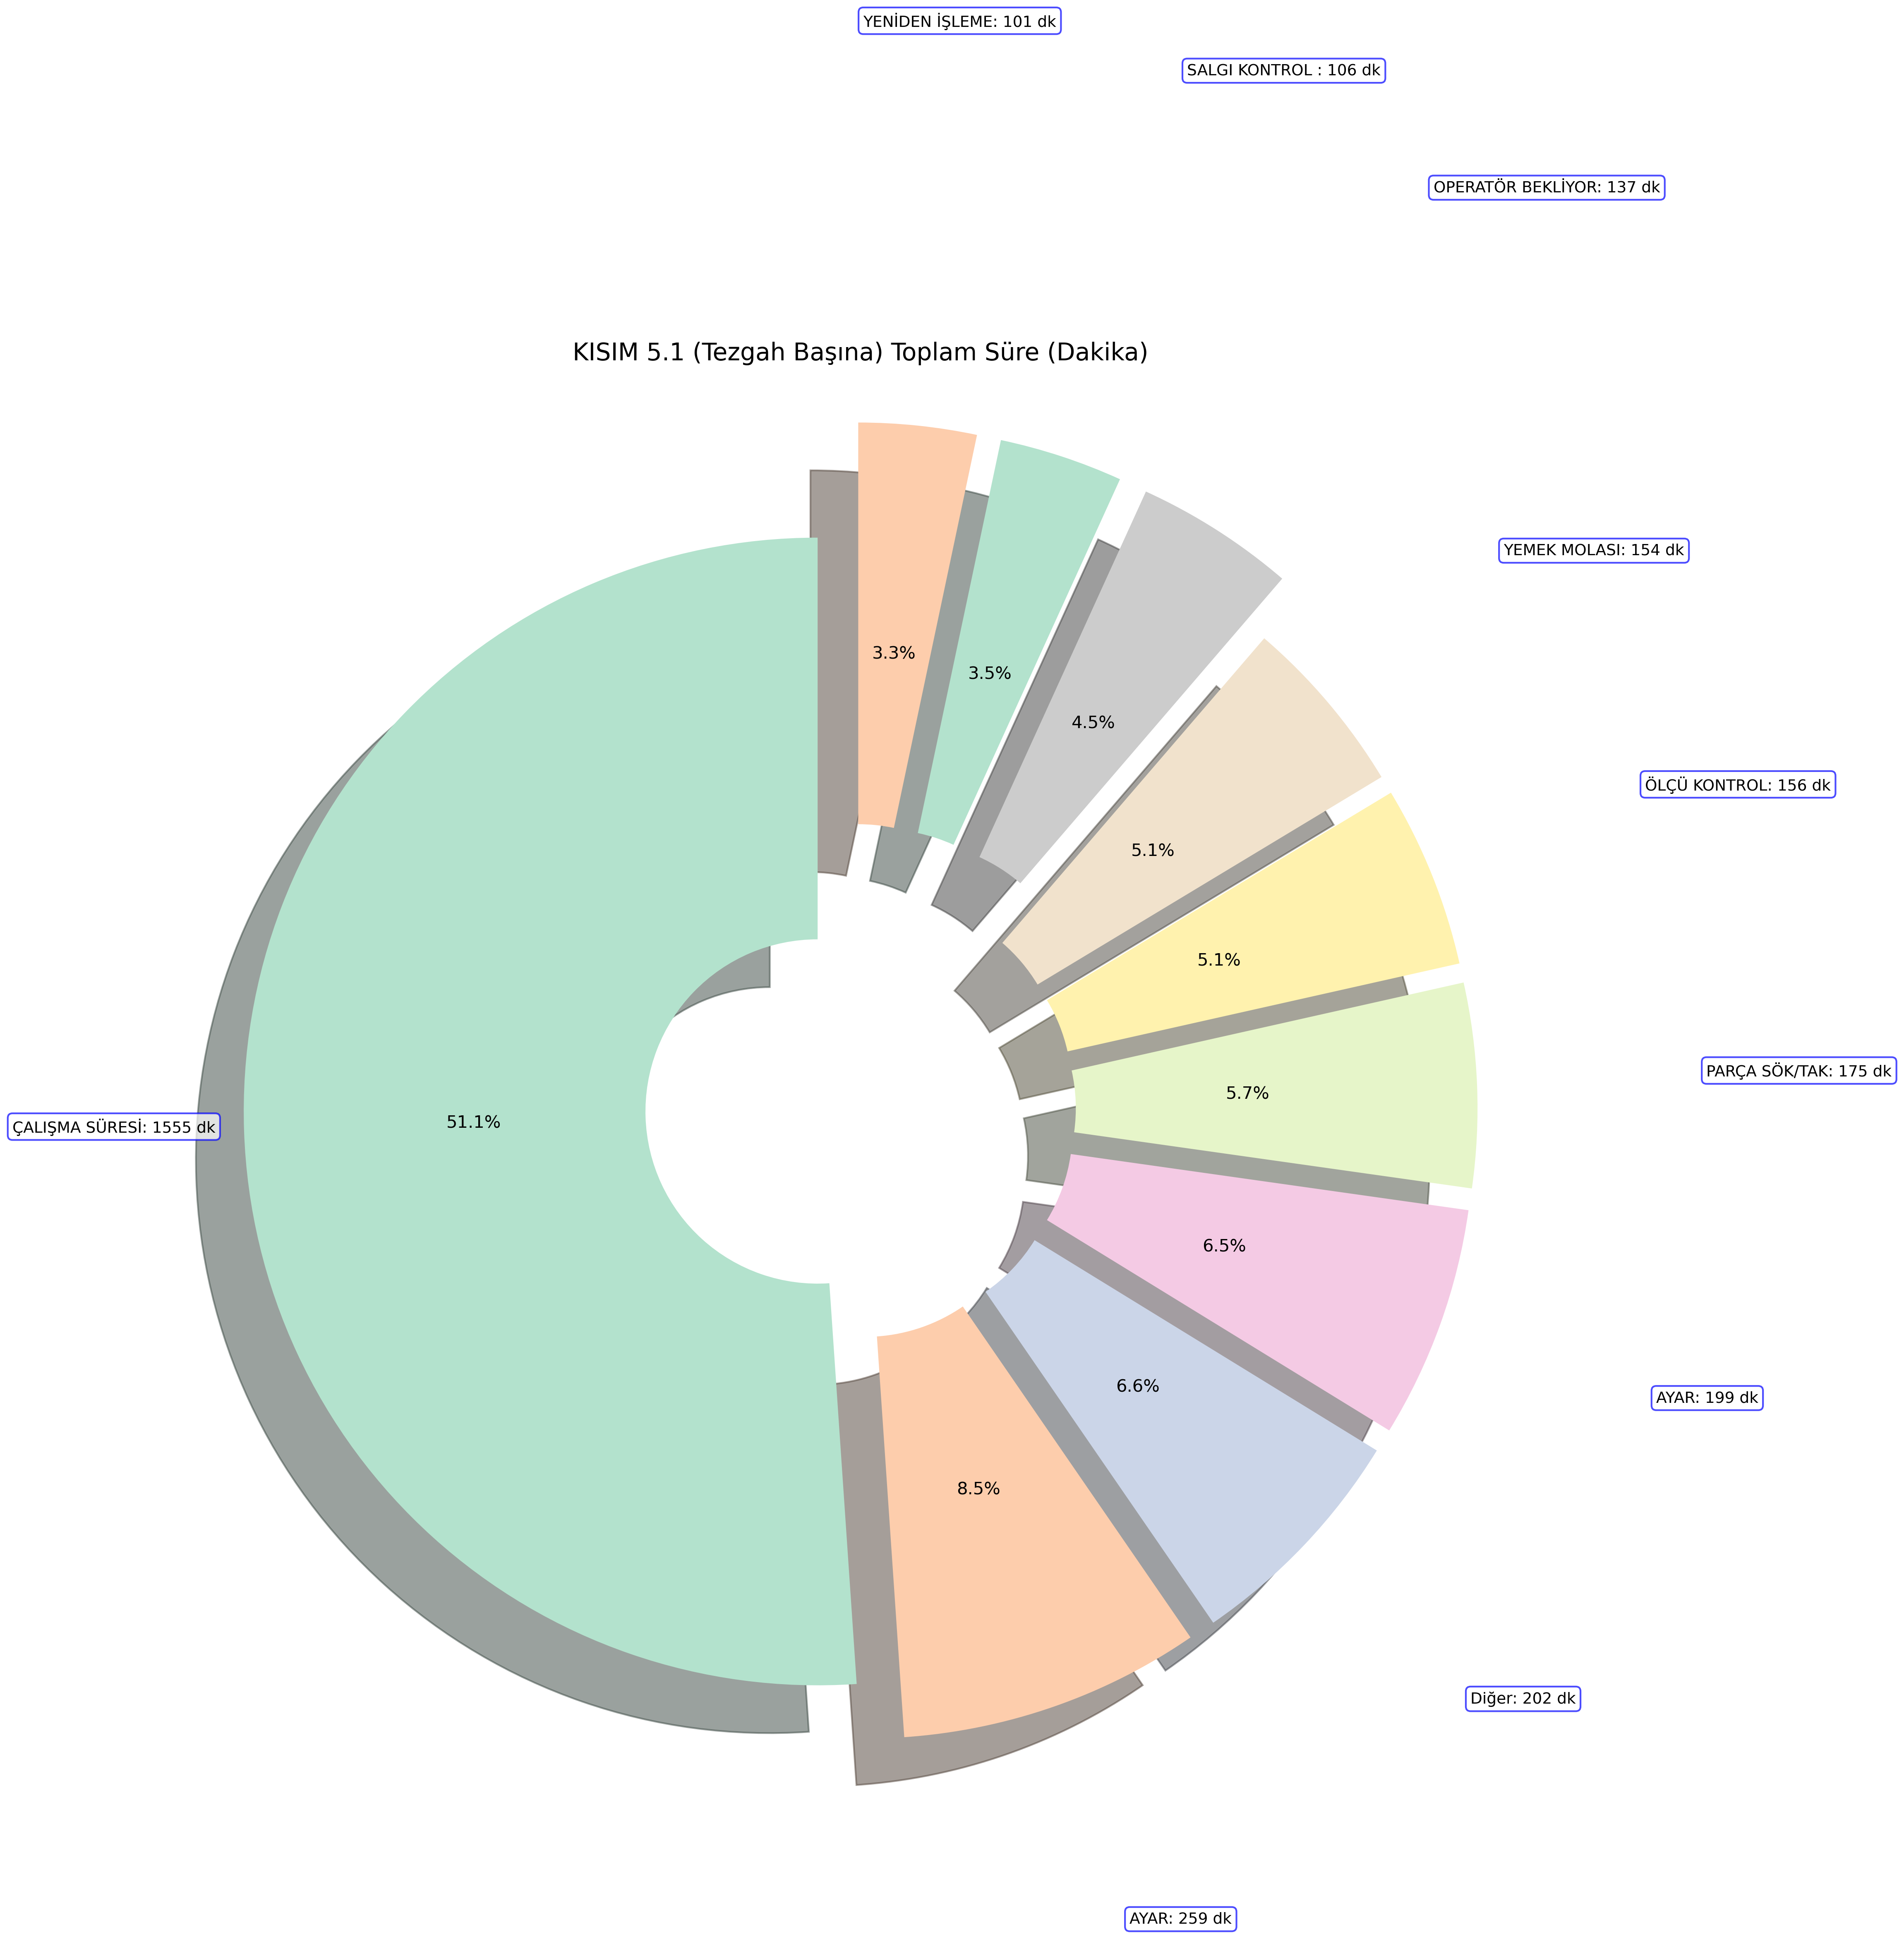 YENİDEN İŞLEME: 101 dk
SALGI KONTROL : 106 dk
OPERATÖR BEKLİYOR: 137 dk
KISIM 5.1 (Tezgah Başına) Toplam Süre (Dakika)
YEMEK MOLASI: 154 dk
3.3%
3.5%
4.5%
ÖLÇÜ KONTROL: 156 dk
5.1%
5.1%
PARÇA SÖK/TAK: 175 dk
5.7%
51.1%
ÇALIŞMA SÜRESİ: 1555 dk
6.5%
6.6%
AYAR: 199 dk
8.5%
Diğer: 202 dk
AYAR: 259 dk